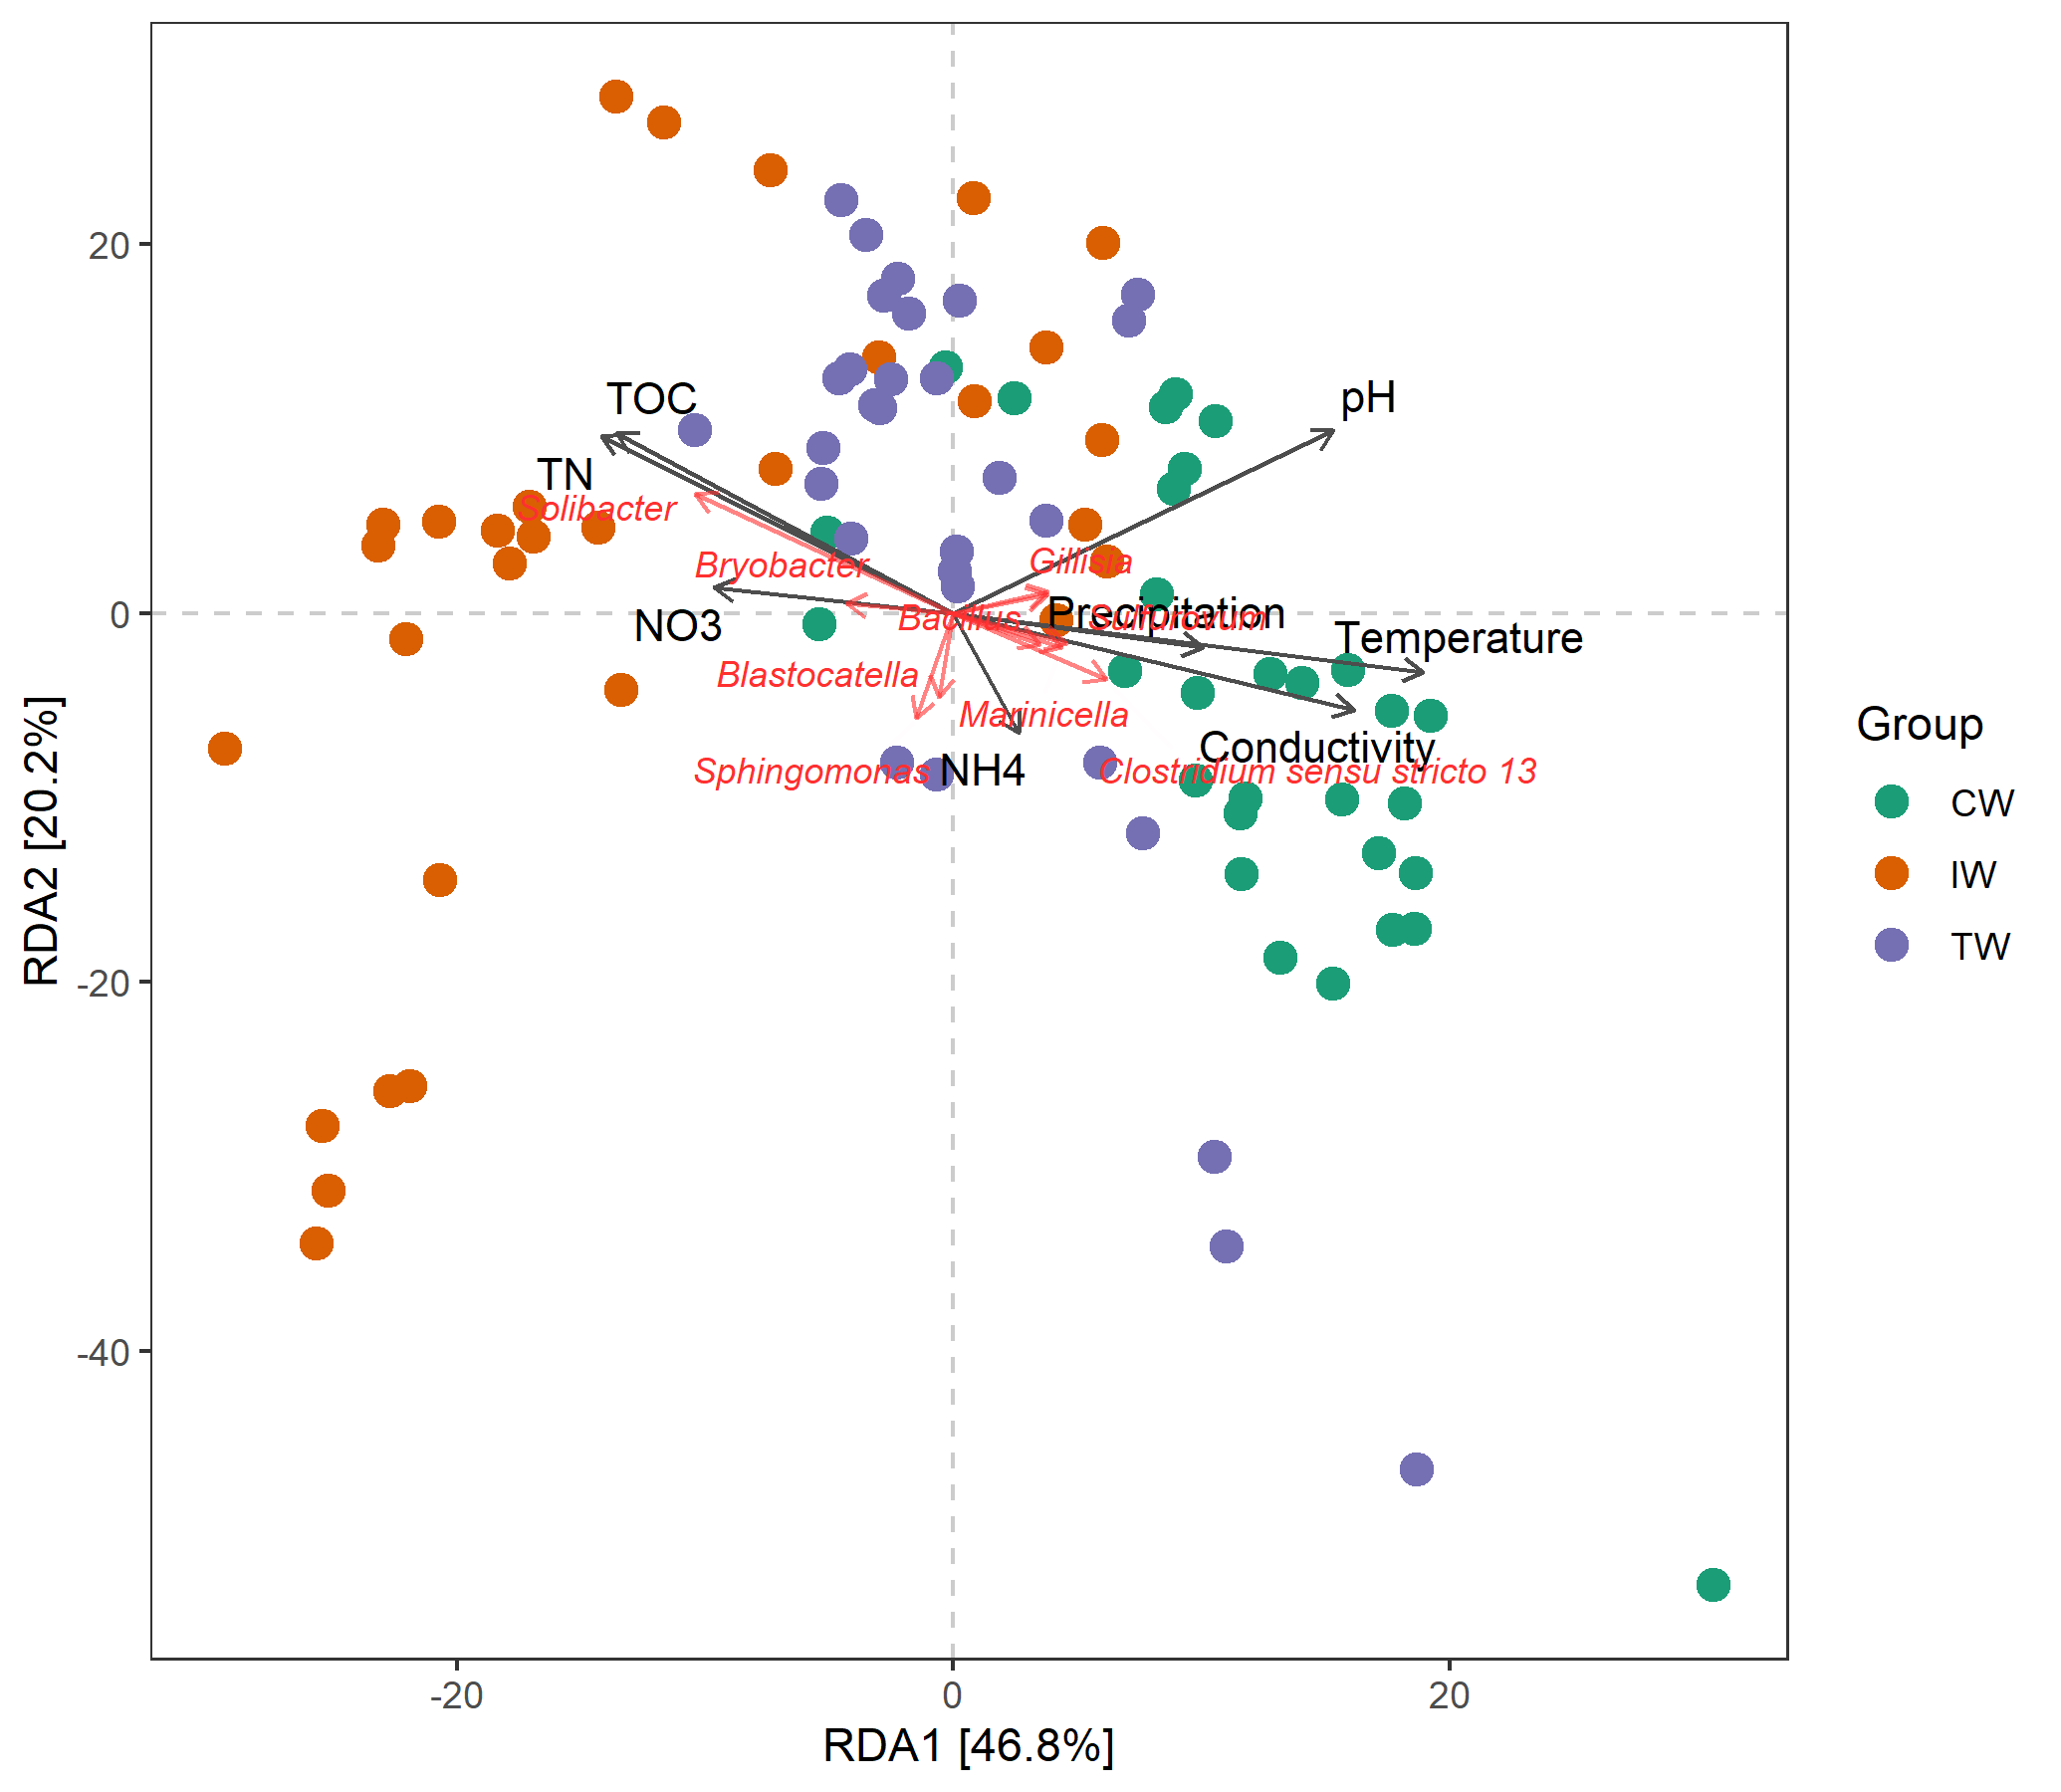 20
0
-20
-40
RDA2 [20.2%]
TOC
pH
TN
Solibacter
Bryobacter
Gillisia
NO3
Bacillus
Precipitation
Sulfurovum
Temperature
Blastocatella
Marinicella
Conductivity
Sphingomonas
NH4
Clostridium sensu stricto 13
-20
0
20
RDA1 [46.8%]
Group
CW
IW
TW